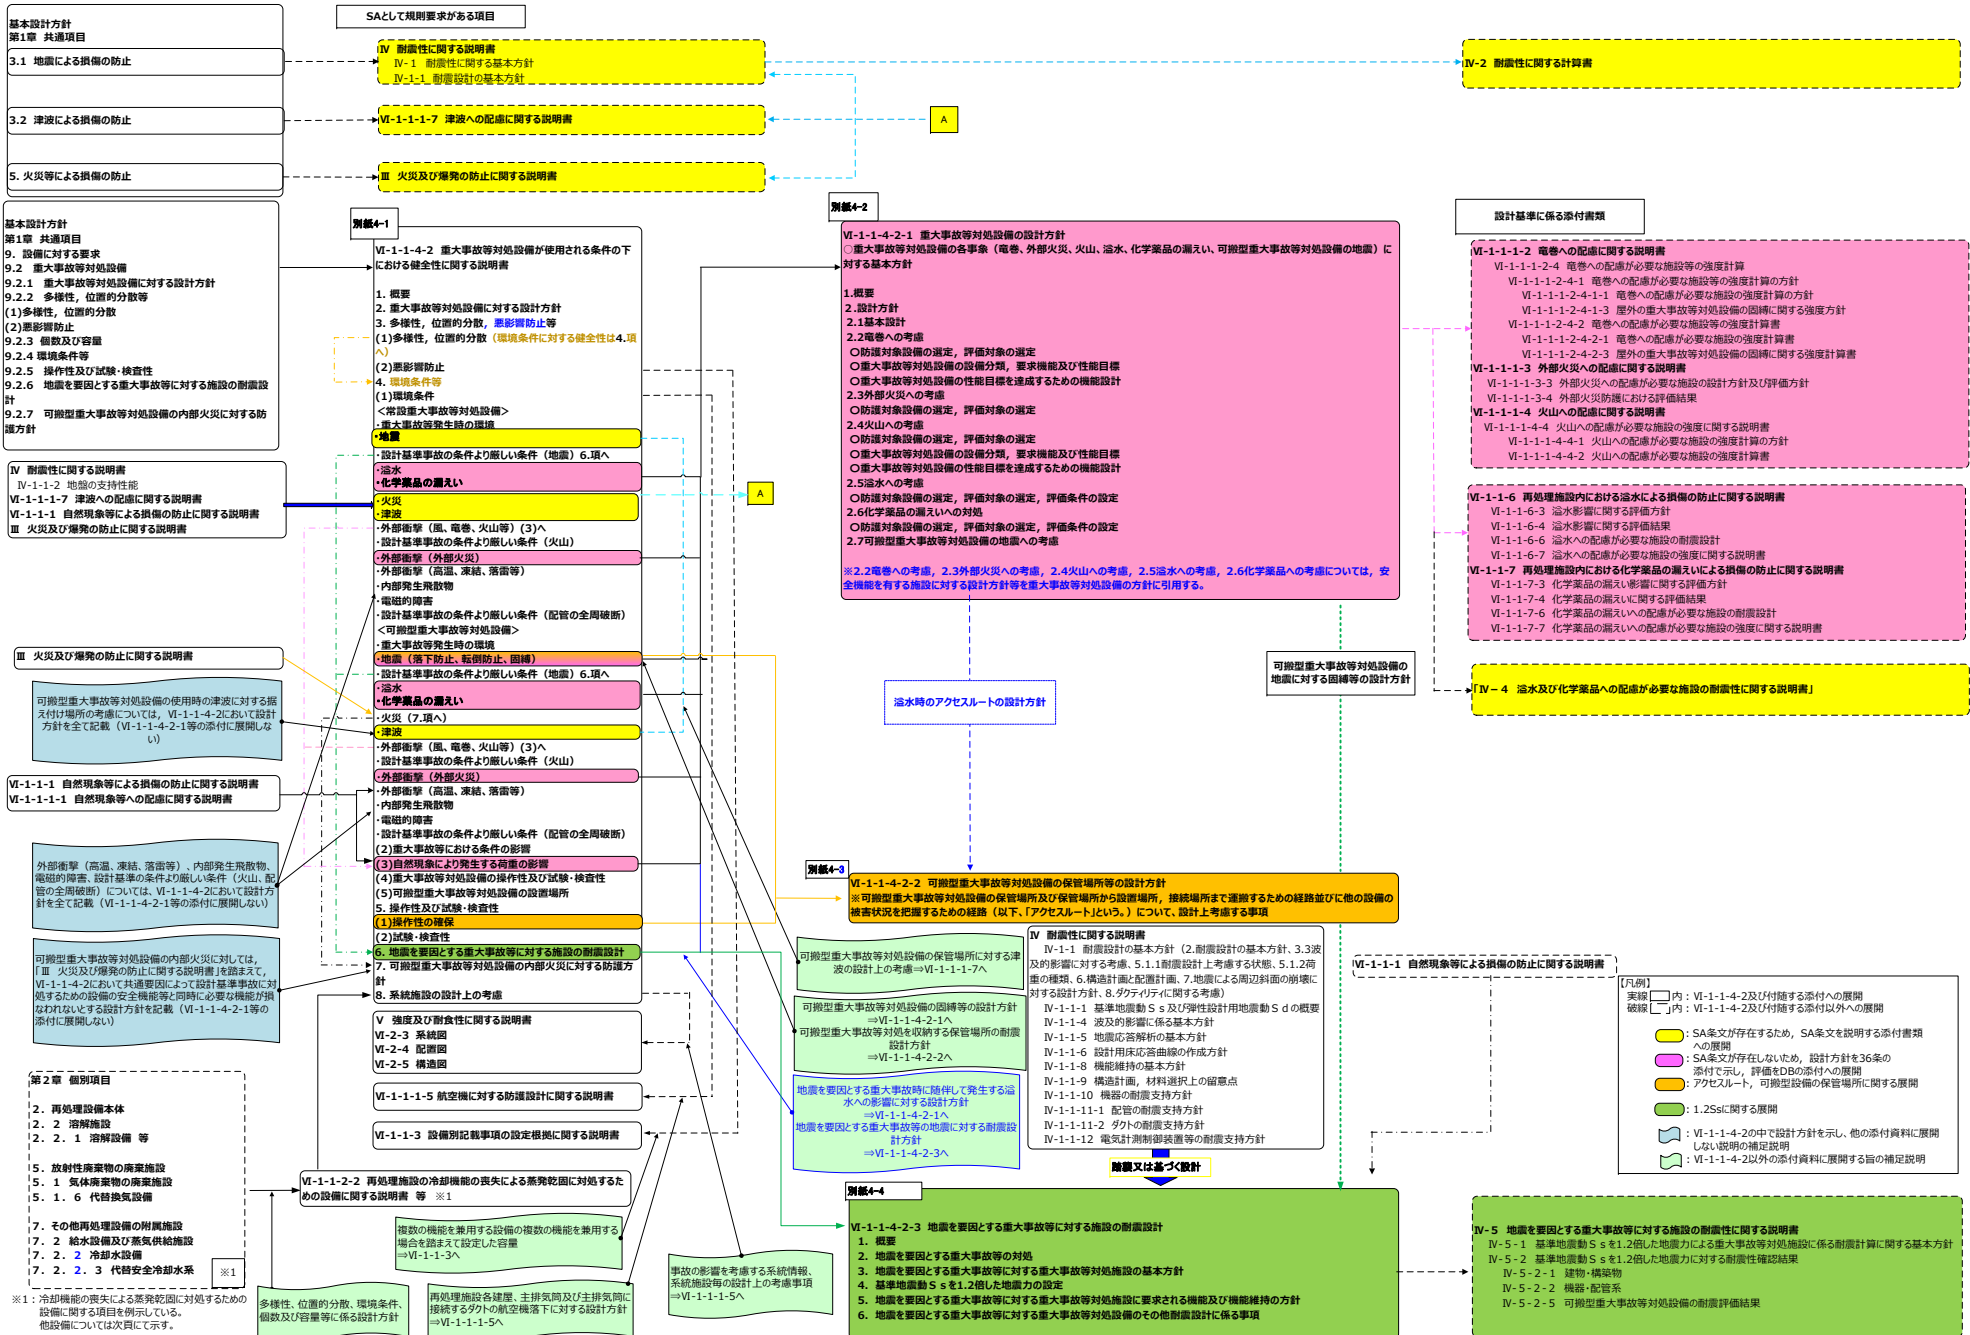 基本設計方針
第1章 共通項目
3.1 地震による損傷の防止
3.2 津波による損傷の防止
5. 火災等による損傷の防止
SAとして規則要求がある項目
Ⅳ 耐震性に関する説明書
Ⅳ-1 耐震性に関する基本方針
Ⅳ-1-1 耐震設計の基本方針
Ⅵ-1-1-1-7 津波への配慮に関する説明書
Ⅲ 火災及び爆発の防止に関する説明書
A
Ⅳ-2 耐震性に関する計算書
基本設計方針
第1章 共通項目
9. 設備に対する要求
9.2 重大事故等対処設備
9.2.1 重大事故等対処設備に対する設計方針
9.2.2 多様性，位置的分散等
(1)多様性，位置的分散
(2)悪影響防止
9.2.3 個数及び容量
9.2.4 環境条件等
9.2.5 操作性及び試験・検査性
9.2.6 地震を要因とする重大事故等に対する施設の耐震設
計
9.2.7 可搬型重大事故等対処設備の内部火災に対する防
護方針
Ⅳ 耐震性に関する説明書
Ⅳ-1-1-2 地盤の支持性能
Ⅵ-1-1-1-7 津波への配慮に関する説明書
Ⅵ-1-1-1 自然現象等による損傷の防止に関する説明書
Ⅲ 火災及び爆発の防止に関する説明書
Ⅲ 火災及び爆発の防止に関する説明書
可搬型重大事故等対処設備の使用時の津波に対する据
え付け場所の考慮については，Ⅵ-1-1-4-2において設計
方針を全て記載（Ⅵ-1-1-4-2-1等の添付に展開しな
い）
Ⅵ-1-1-1 自然現象等による損傷の防止に関する説明書
Ⅵ-1-1-1-1 自然現象等への配慮に関する説明書
外部衝撃（高温、凍結、落雷等）、内部発生飛散物、
電磁的障害、設計基準の条件より厳しい条件（火山、配
管の全周破断）については、Ⅵ-1-1-4-2において設計方
針を全て記載（Ⅵ-1-1-4-2-1等の添付に展開しない）
可搬型重大事故等対処設備の内部火災に対しては，
「Ⅲ 火災及び爆発の防止に関する説明書」を踏まえて，
Ⅵ-1-1-4-2において共通要因によって設計基準事故に対
処するための設備の安全機能等と同時に必要な機能が損
なわれないとする設計方針を記載（Ⅵ-1-1-4-2-1等の
添付に展開しない）
第２章 個別項目
2．再処理設備本体
2．2 溶解施設
2．2．1 溶解設備 等
5．放射性廃棄物の廃棄施設
5．1 気体廃棄物の廃棄施設
5．1．6 代替換気設備
7．その他再処理設備の附属施設
7．2 給水設備及び蒸気供給施設
7．2．2 冷却水設備
7．2．2．3 代替安全冷却水系
※1
※1：冷却機能の喪失による蒸発乾固に対処するための
設備に関する項目を例示している。
他設備については次頁にて示す。
別紙4-1
Ⅵ-1-1-4-2 重大事故等対処設備が使用される条件の下
における健全性に関する説明書
1. 概要
2. 重大事故等対処設備に対する設計方針
3. 多様性，位置的分散，悪影響防止等
(1)多様性，位置的分散（環境条件に対する健全性は4.項
へ）
(2)悪影響防止
4. 環境条件等
(1)環境条件
＜常設重大事故等対処設備＞
・重大事故等発生時の環境
・地震
・設計基準事故の条件より厳しい条件（地震）6.項へ
・溢水
・化学薬品の漏えい
・火災
・津波
・外部衝撃（風、竜巻、火山等）(3)へ
・設計基準事故の条件より厳しい条件（火山）
・外部衝撃（外部火災）
・外部衝撃（高温、凍結、落雷等）
・内部発生飛散物
・電磁的障害
・設計基準事故の条件より厳しい条件（配管の全周破断）
＜可搬型重大事故等対処設備＞
・重大事故等発生時の環境
・地震（落下防止、転倒防止、固縛）
・設計基準事故の条件より厳しい条件（地震）6.項へ
・溢水
・化学薬品の漏えい
・火災（7.項へ）
・津波
・外部衝撃（風、竜巻、火山等）(3)へ
・設計基準事故の条件より厳しい条件（火山）
・外部衝撃（外部火災）
・外部衝撃（高温、凍結、落雷等）
・内部発生飛散物
・電磁的障害
・設計基準事故の条件より厳しい条件（配管の全周破断）
(2)重大事故等における条件の影響
(3)自然現象により発生する荷重の影響
(4)重大事故等対処設備の操作性及び試験・検査性
(5)可搬型重大事故等対処設備の設置場所
5. 操作性及び試験・検査性
(1)操作性の確保
(2)試験・検査性
6. 地震を要因とする重大事故等に対する施設の耐震設計
7. 可搬型重大事故等対処設備の内部火災に対する防護方
針
8. 系統施設の設計上の考慮
A
Ⅴ 強度及び耐食性に関する説明書
Ⅵ-2-3 系統図
Ⅵ-2-4 配置図
Ⅵ-2-5 構造図
Ⅵ-1-1-1-5 航空機に対する防護設計に関する説明書
Ⅵ-1-1-3 設備別記載事項の設定根拠に関する説明書
Ⅵ-1-1-2-2 再処理施設の冷却機能の喪失による蒸発乾固に対処するた
めの設備に関する説明書 等 ※1
複数の機能を兼用する設備の複数の機能を兼用する
場合を踏まえて設定した容量
⇒Ⅵ-1-1-3へ
多様性、位置的分散、環境条件、
個数及び容量等に係る設計方針
再処理施設各建屋、主排気筒及び主排気筒に
接続するダクトの航空機落下に対する設計方針
⇒Ⅵ-1-1-1-5へ
事故の影響を考慮する系統情報、
系統施設毎の設計上の考慮事項
⇒Ⅵ-1-1-1-5へ
別紙4-2
Ⅵ-1-1-4-2-1 重大事故等対処設備の設計方針
○重大事故等対処設備の各事象（竜巻、外部火災、火山、溢水、化学薬品の漏えい、可搬型重大事故等対処設備の地震）に
対する基本方針
1.概要
2.設計方針
2.1基本設計
2.2竜巻への考慮
○防護対象設備の選定，評価対象の選定
○重大事故等対処設備の設備分類，要求機能及び性能目標
○重大事故等対処設備の性能目標を達成するための機能設計
2.3外部火災への考慮
○防護対象設備の選定，評価対象の選定
2.4火山への考慮
○防護対象設備の選定，評価対象の選定
○重大事故等対処設備の設備分類，要求機能及び性能目標
○重大事故等対処設備の性能目標を達成するための機能設計
2.5溢水への考慮
○防護対象設備の選定，評価対象の選定，評価条件の設定
2.6化学薬品の漏えいへの対処
○防護対象設備の選定，評価対象の選定，評価条件の設定
2.7可搬型重大事故等対処設備の地震への考慮
※2.2竜巻への考慮，2.3外部火災への考慮，2.4火山への考慮，2.5溢水への考慮，2.6化学薬品への考慮については，安
全機能を有する施設に対する設計方針等を重大事故等対処設備の方針に引用する。
溢水時のアクセスルートの設計方針
可搬型重大事故等対処設備の
地震に対する固縛等の設計方針
別紙4-3
Ⅵ-1-1-4-2-2 可搬型重大事故等対処設備の保管場所等の設計方針
※可搬型重大事故等対処設備の保管場所及び保管場所から設置場所，接続場所まで運搬するための経路並びに他の設備の
被害状況を把握するための経路（以下、「アクセスルート」という。）について、設計上考慮する事項
可搬型重大事故等対処設備の保管場所に対する津
波の設計上の考慮⇒Ⅵ-1-1-1-7へ
可搬型重大事故等対処設備の固縛等の設計方針
⇒Ⅵ-1-1-4-2-1へ
可搬型重大事故等対処を収納する保管場所の耐震
設計方針
⇒Ⅵ-1-1-4-2-2へ
地震を要因とする重大事故時に随伴して発生する溢
水への影響に対する設計方針
⇒Ⅵ-1-1-4-2-1へ
地震を要因とする重大事故等の地震に対する耐震設
計方針
⇒Ⅵ-1-1-4-2-3へ
Ⅳ 耐震性に関する説明書
Ⅳ-1-1 耐震設計の基本方針（2.耐震設計の基本方針、3.3波
及的影響に対する考慮、5.1.1耐震設計上考慮する状態、5.1.2荷
重の種類、6.構造計画と配置計画、7.地震による周辺斜面の崩壊に
対する設計方針、8.ダクティリティに関する考慮）
Ⅳ-1-1-1 基準地震動Ｓｓ及び弾性設計用地震動Ｓｄの概要
Ⅳ-1-1-4 波及的影響に係る基本方針
Ⅳ-1-1-5 地震応答解析の基本方針
Ⅳ-1-1-6 設計用床応答曲線の作成方針
Ⅳ-1-1-8 機能維持の基本方針
Ⅳ-1-1-9 構造計画，材料選択上の留意点
Ⅳ-1-1-10 機器の耐震支持方針
Ⅳ-1-1-11-1 配管の耐震支持方針
Ⅳ-1-1-11-2 ダクトの耐震支持方針
Ⅳ-1-1-12 電気計測制御装置等の耐震支持方針
踏襲又は基づく設計
別紙4-4
Ⅵ-1-1-4-2-3 地震を要因とする重大事故等に対する施設の耐震設計
1. 概要
2. 地震を要因とする重大事故等の対処
3. 地震を要因とする重大事故等に対する重大事故等対処施設の基本方針
4. 基準地震動Ｓｓを1.2倍した地震力の設定
5. 地震を要因とする重大事故等に対する重大事故等対処施設に要求される機能及び機能維持の方針
6. 地震を要因とする重大事故等に対する重大事故等対処設備のその他耐震設計に係る事項
設計基準に係る添付書類
Ⅵ-1-1-1-2 竜巻への配慮に関する説明書
Ⅵ-1-1-1-2-4 竜巻への配慮が必要な施設等の強度計算
Ⅵ-1-1-1-2-4-1 竜巻への配慮が必要な施設等の強度計算の方針
Ⅵ-1-1-1-2-4-1-1 竜巻への配慮が必要な施設の強度計算の方針
Ⅵ-1-1-1-2-4-1-3 屋外の重大事故等対処設備の固縛に関する強度方針
Ⅵ-1-1-1-2-4-2 竜巻への配慮が必要な施設等の強度計算書
Ⅵ-1-1-1-2-4-2-1 竜巻への配慮が必要な施設の強度計算書
Ⅵ-1-1-1-2-4-2-3 屋外の重大事故等対処設備の固縛に関する強度計算書
Ⅵ-1-1-1-3 外部火災への配慮に関する説明書
Ⅵ-1-1-1-3-3 外部火災への配慮が必要な施設の設計方針及び評価方針
Ⅵ-1-1-1-3-4 外部火災防護における評価結果
Ⅵ-1-1-1-4 火山への配慮に関する説明書
Ⅵ-1-1-1-4-4 火山への配慮が必要な施設の強度に関する説明書
Ⅵ-1-1-1-4-4-1 火山への配慮が必要な施設の強度計算の方針
Ⅵ-1-1-1-4-4-2 火山への配慮が必要な施設の強度計算書
Ⅵ-1-1-6 再処理施設内における溢水による損傷の防止に関する説明書
Ⅵ-1-1-6-3 溢水影響に関する評価方針
Ⅵ-1-1-6-4 溢水影響に関する評価結果
Ⅵ-1-1-6-6 溢水への配慮が必要な施設の耐震設計
Ⅵ-1-1-6-7 溢水への配慮が必要な施設の強度に関する説明書
Ⅵ-1-1-7 再処理施設内における化学薬品の漏えいによる損傷の防止に関する説明書
Ⅵ-1-1-7-3 化学薬品の漏えい影響に関する評価方針
Ⅵ-1-1-7-4 化学薬品の漏えいに関する評価結果
Ⅵ-1-1-7-6 化学薬品の漏えいへの配慮が必要な施設の耐震設計
Ⅵ-1-1-7-7 化学薬品の漏えいへの配慮が必要な施設の強度に関する説明書
「Ⅳ－４ 溢水及び化学薬品への配慮が必要な施設の耐震性に関する説明書」
Ⅵ-1-1-1 自然現象等による損傷の防止に関する説明書
【凡例】
実線 内：Ⅵ-1-1-4-2及び付随する添付への展開
破線 内：Ⅵ-1-1-4-2及び付随する添付以外への展開
：SA条文が存在するため，SA条文を説明する添付書類
への展開
：SA条文が存在しないため，設計方針を36条の
添付で示し，評価をDBの添付への展開
：アクセスルート，可搬型設備の保管場所に関する展開
：1.2Ssに関する展開
：Ⅵ-1-1-4-2の中で設計方針を示し、他の添付資料に展開
しない説明の補足説明
：Ⅵ-1-1-4-2以外の添付資料に展開する旨の補足説明
Ⅳ-５ 地震を要因とする重大事故等に対する施設の耐震性に関する説明書
Ⅳ-５-１ 基準地震動Ｓｓを1.2倍した地震力による重大事故等対処施設に係る耐震計算に関する基本方針
Ⅳ-５-２ 基準地震動Ｓｓを1.2倍した地震力に対する耐震性確認結果
Ⅳ-５-２-１ 建物・構築物
Ⅳ-５-２-２ 機器・配管系
Ⅳ-５-２-５ 可搬型重大事故等対処設備の耐震評価結果